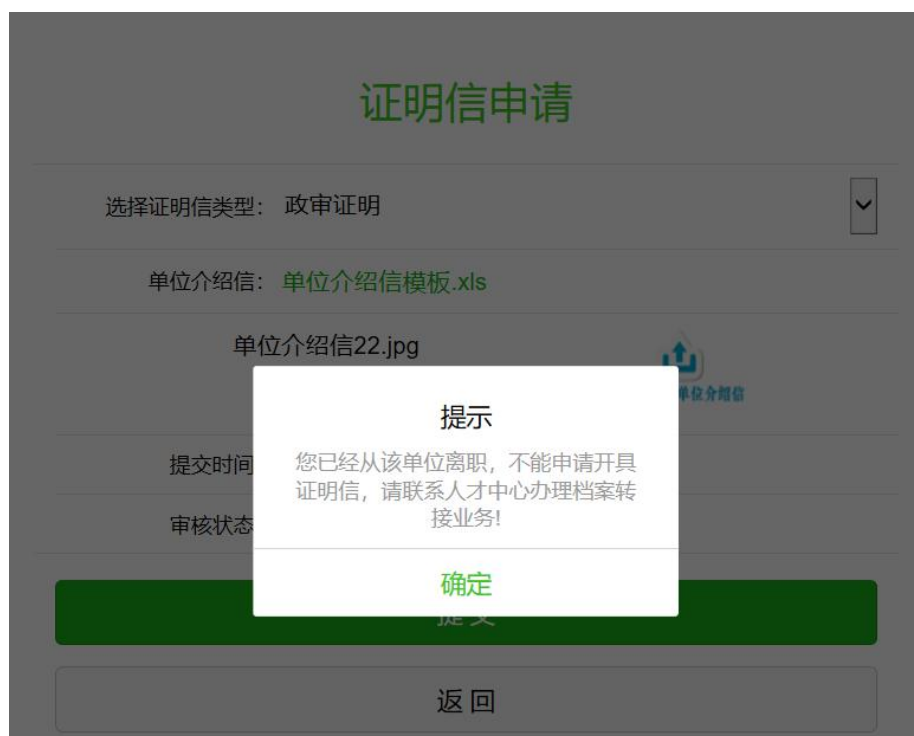 证明信申请
选择证明信类型： 政审证明
单位介绍信： 单位介绍信模板.xls
单位介绍信22.jpg
单位介绍信
提示
您已经从该单位离职，不能申请开具
证明信，请联系人才中心办理档案转
接业务!
提交时间
审核状态
确定
提 交
返 回